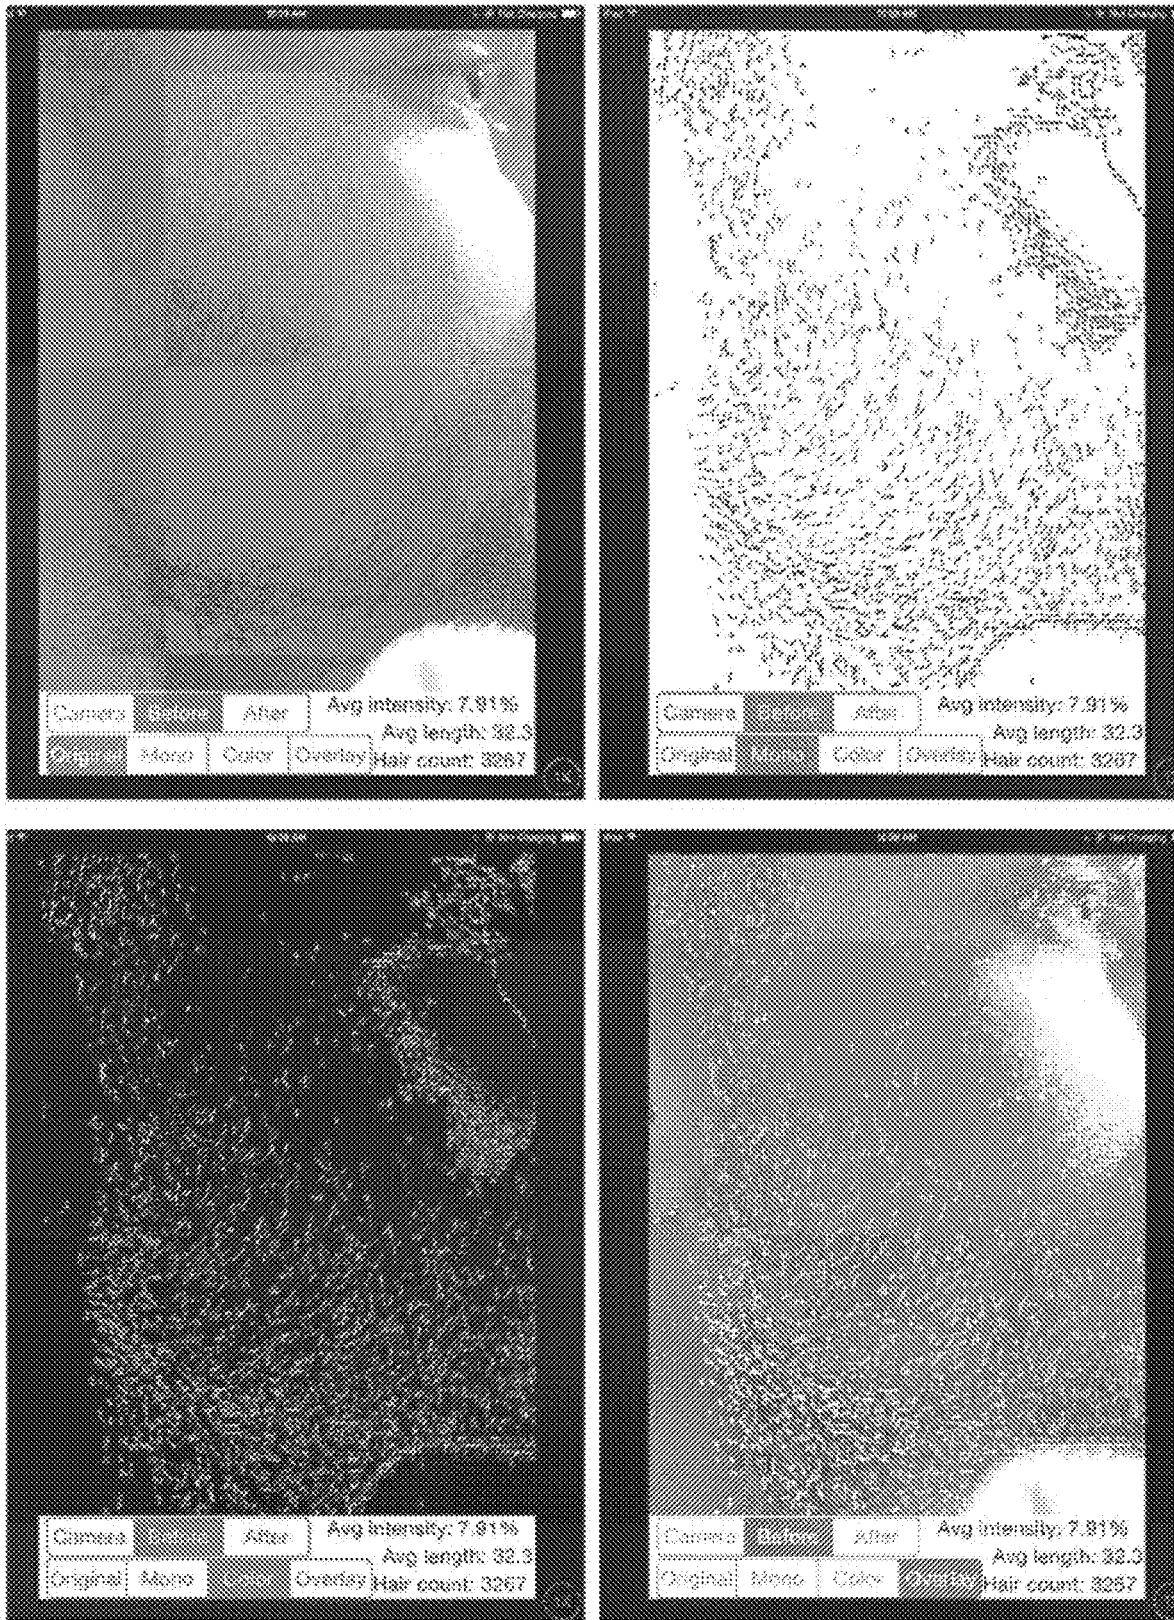 Camera Before After Avg intensity: 7.91%
Avg length: 32.3
Original Mono Color Overlay Hair count: 3267
Camera Before After Avg intensity: 7.91%
Avg length: 32.3
Original Mono Color Overlay Hair count: 3267
Camera After Avg intensity: 7.91%
Avg length: 32.3
Original Mono Overlay Hair count: 3267
Camera Before After Avg intensity: 7.91%
Avg length: 32.3
Original Mono Color Overlay Hair count: 3267